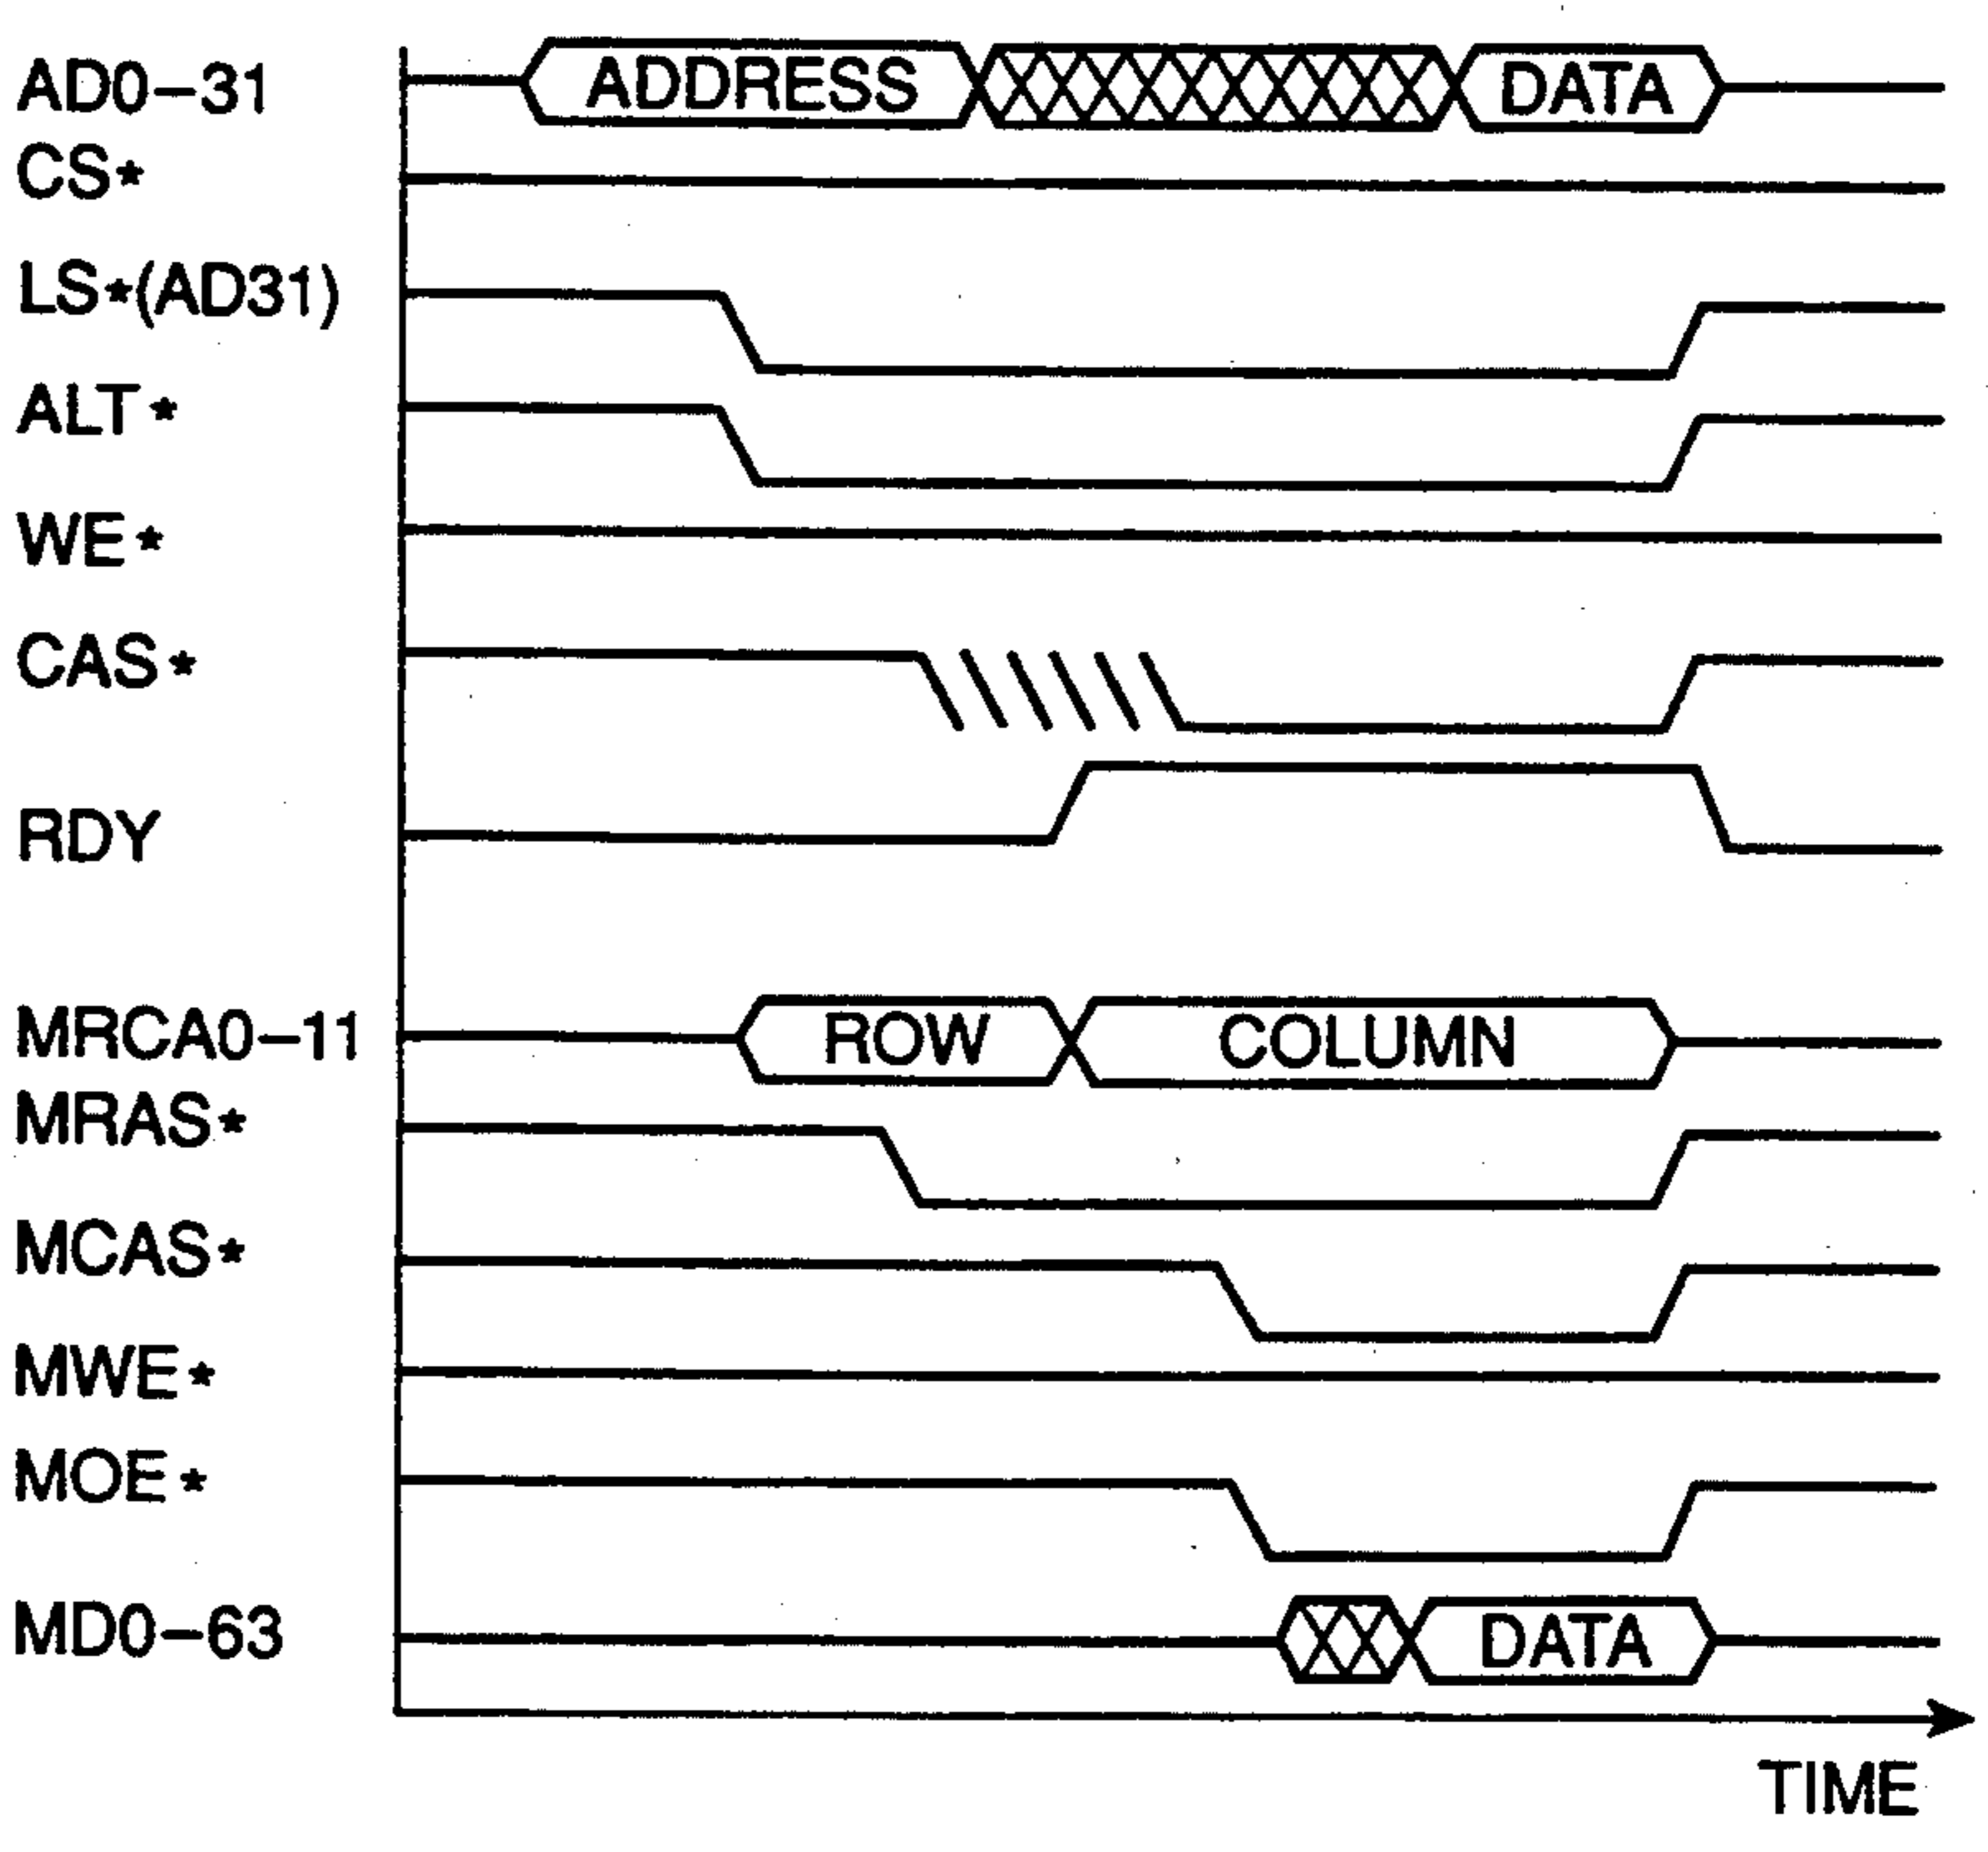 AD0-31 ADDRESS DATA
CS*
LS*(AD31)
ALT*
WE*
CAS*
RDY
MRCA0-11 ROW COLUMN
MRAS*
MCAS*
MWE*
MOE*
MD0-63 DATA
TIME